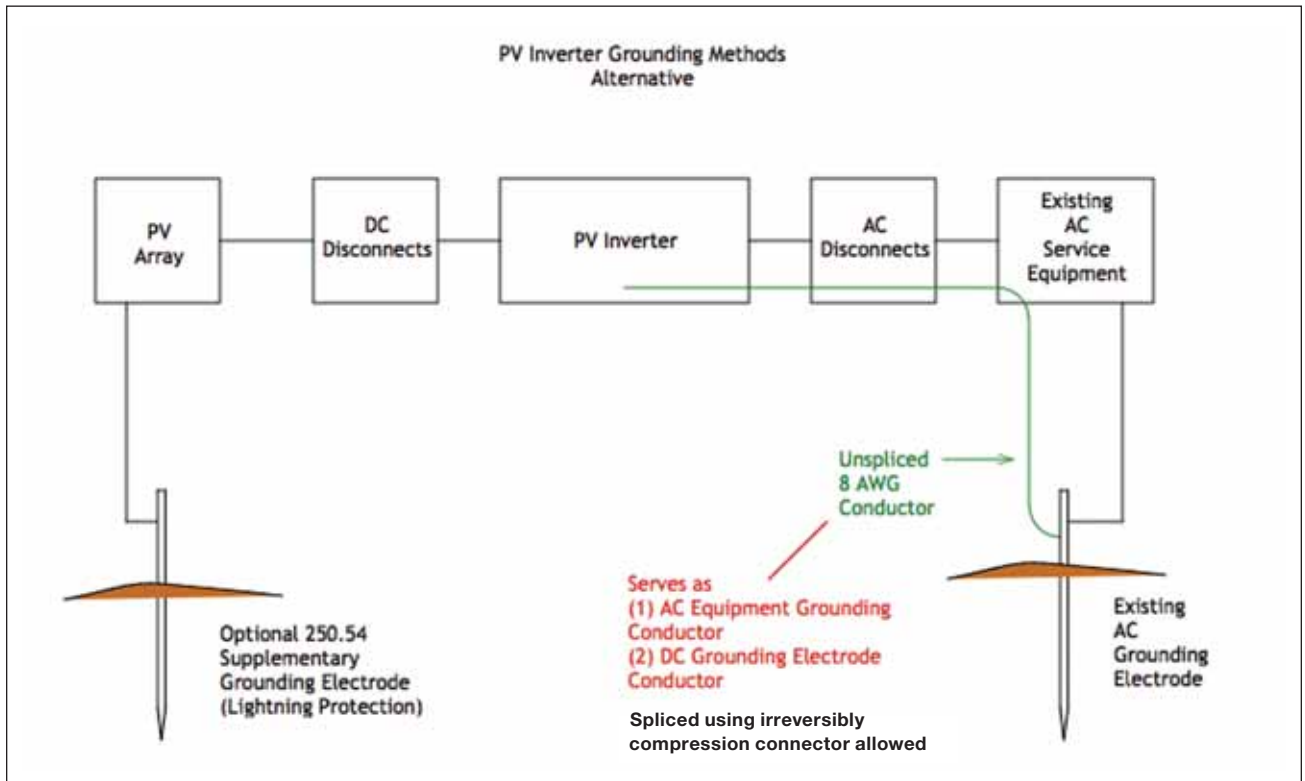 PV Inverter Grounding Methods
Alternative
PV
Array
DC
Disconnects
PV Inverter
AC
Disconnects
Existing
AC
Service
Equipment
Unspliced
8 AWG
Conductor
Serves as
(1) AC Equipment Grounding
Conductor
(2) DC Grounding Electrode
Conductor
Spliced using irreversibly
compression connector allowed
Optional 250.54
Supplementary
Grounding Electrode
(Lightning Protection)
Existing
AC
Grounding
Electrode